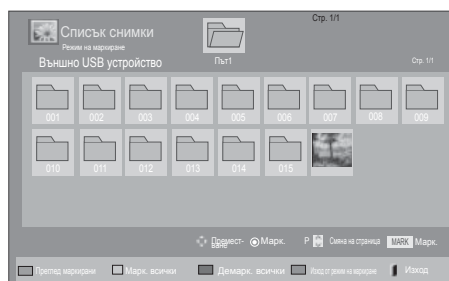 Стр. 1/1
Списък снимки
Режим на маркиране
Външно USB устройство
Път1
Стр. 1/1
001 002 003 004 005 006 007 008 009
010 011 012 013 014 015
Премест-
ване
Марк. P Смяна на страница MARK Марк.
Преглед маркирани Марк. всички Демарк. всички Изход от режим на маркиране Изход